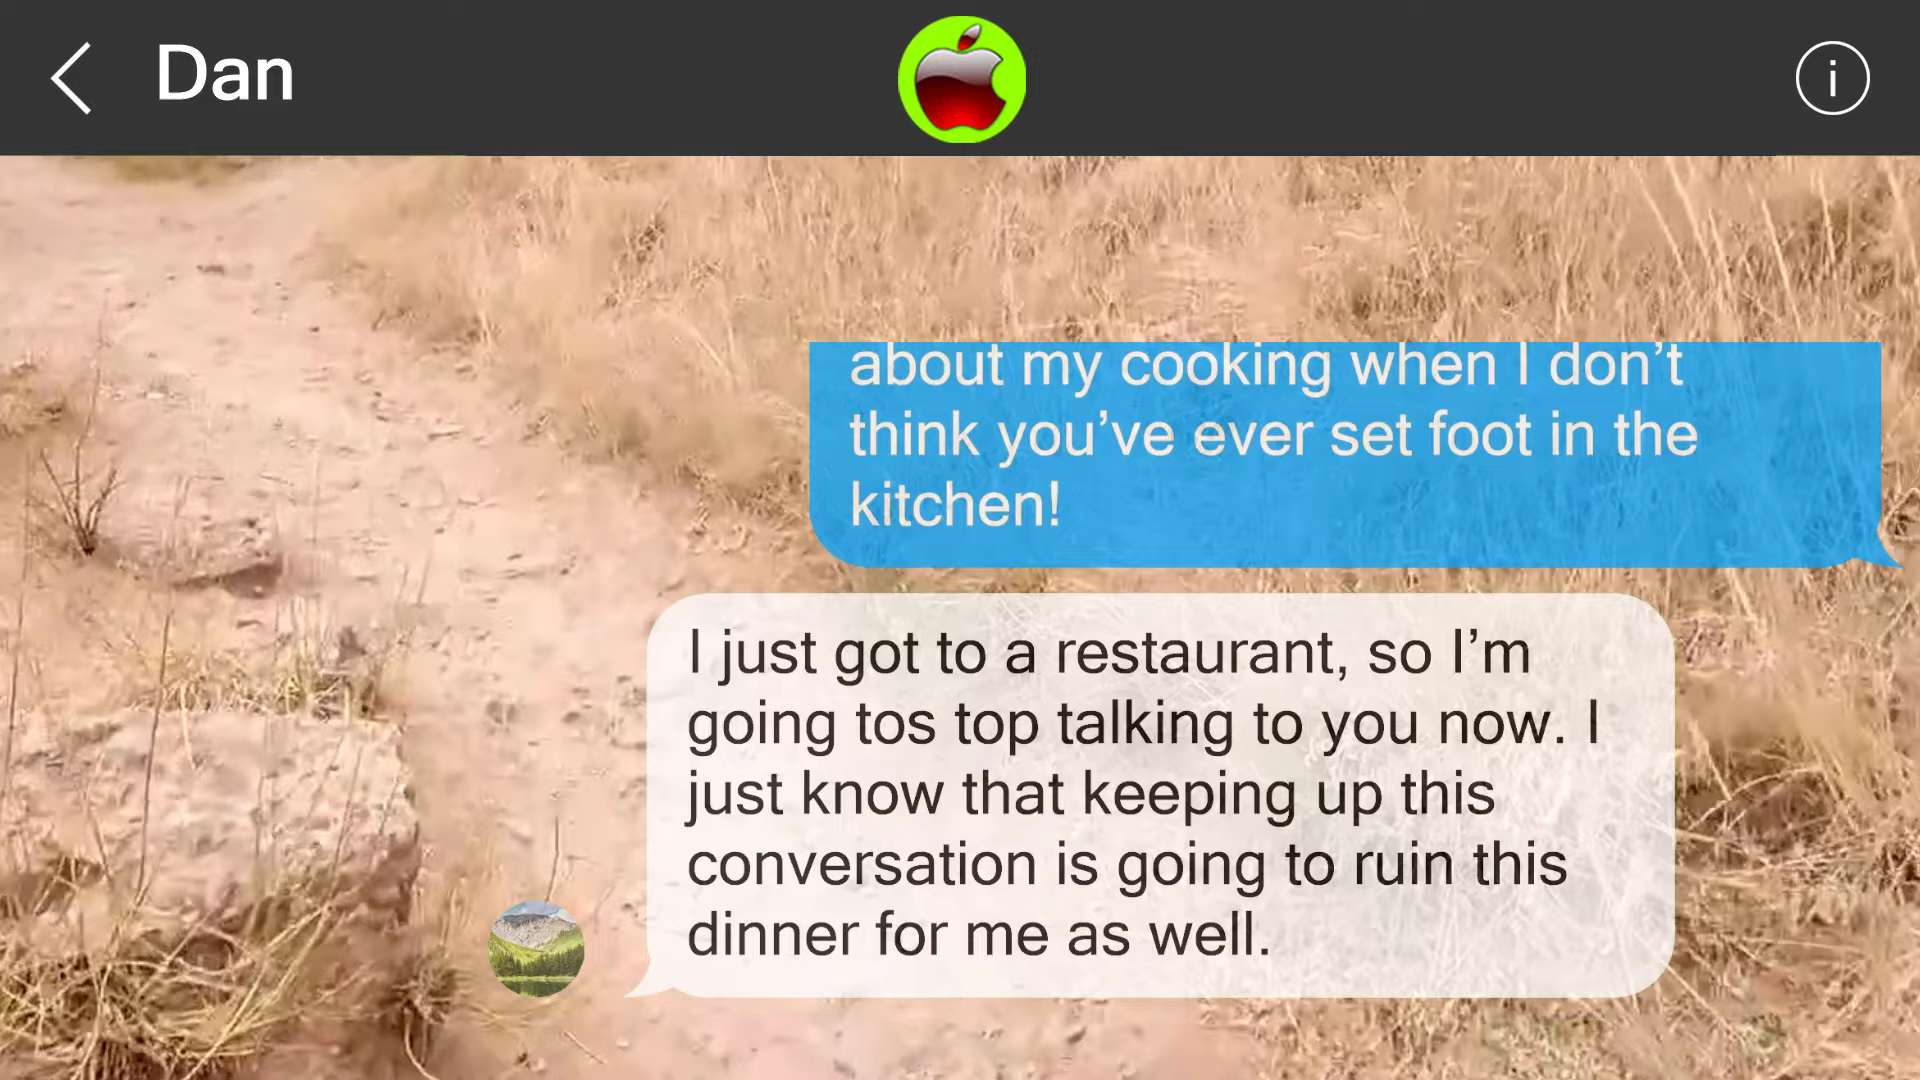 Dan
i
about my cooking when I don’t
think you’ve ever set foot in the
kitchen!
I just got to a restaurant, so I’m
going tos top talking to you now. I
just know that keeping up this
conversation is going to ruin this
dinner for me as well.